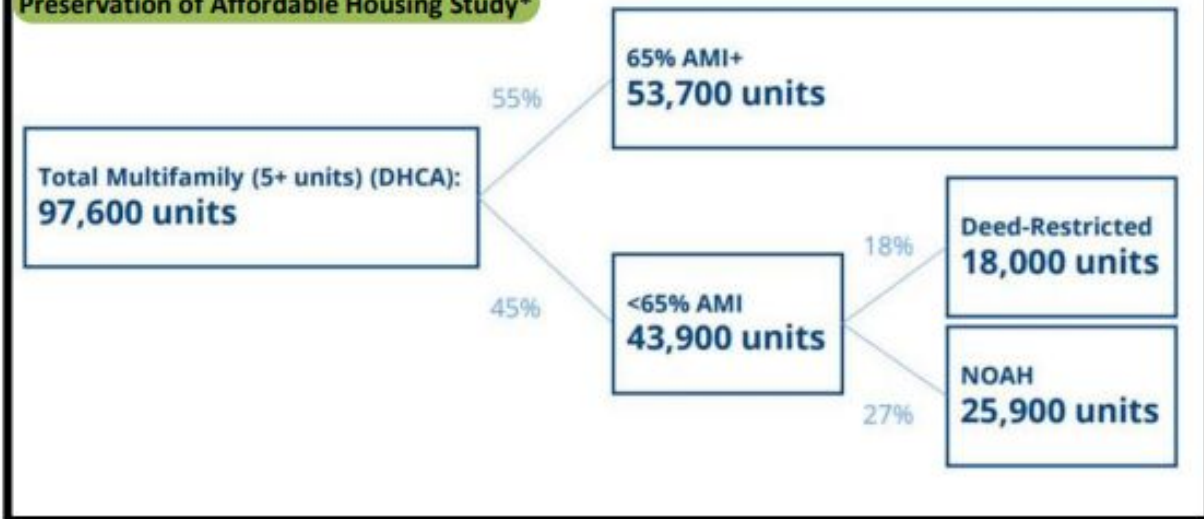 Preservation of Affordable Housing Study*
65% AMI+
53,700 units
55%
Total Multifamily (5+ units) (DHCA):
97,600 units
45%
<65% AMI
43,900 units
18%
Deed-Restricted
18,000 units
27%
NOAH
25,900 units